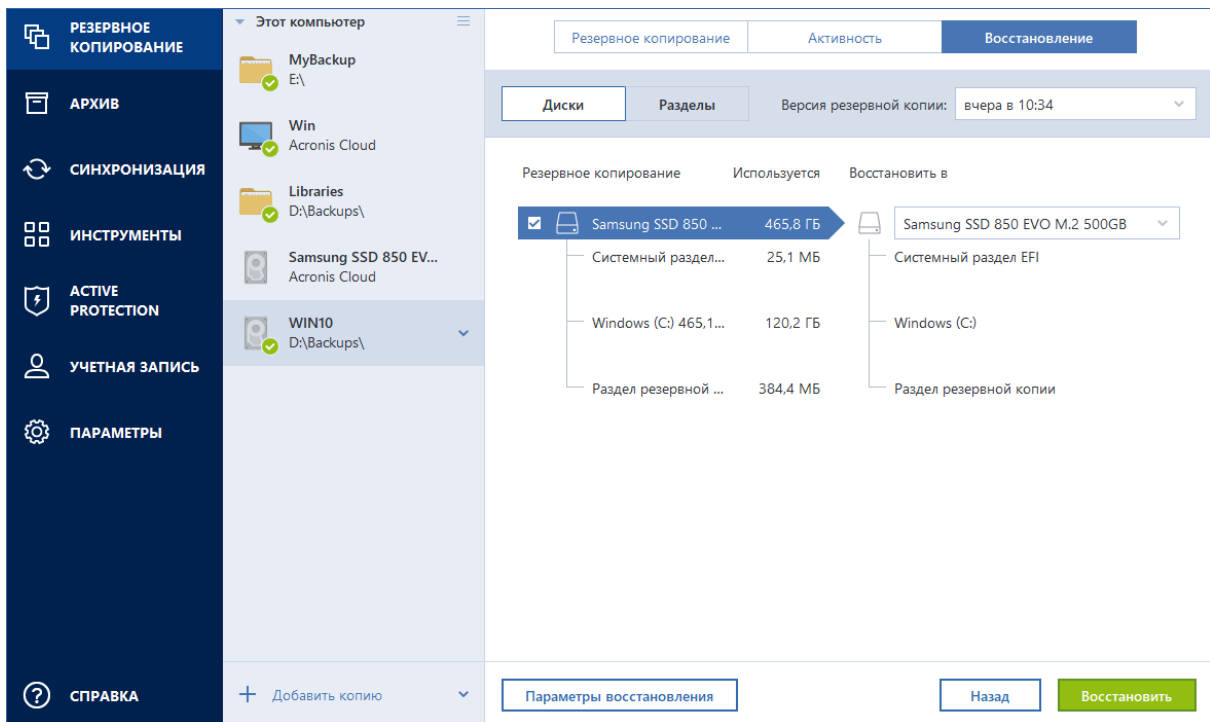 РЕЗЕРВНОЕ
КОПИРОВАНИЕ
АРХИВ
СИНХРОНИЗАЦИЯ
ИНСТРУМЕНТЫ
ACTIVE
PROTECTION
УЧЕТНАЯ ЗАПИСЬ
ПАРАМЕТРЫ
СПРАВКА
Этот компьютер
MyBackup
E:\
Win
Acronis Cloud
Libraries
D:\Backups\
Samsung SSD 850 EV...
Acronis Cloud
WIN10
D:\Backups\
Добавить копию
Резервное копирование Активность Восстановление
Диски Разделы Версия резервной копии: вчера в 10:34
Резервное копирование Используется Восстановить в
Samsung SSD 850 ... 465,8 ГБ Samsung SSD 850 EVO M.2 500GB
Системный раздел... 25,1 МБ Системный раздел EFI
Windows (C:) 465,1... 120,2 ГБ Windows (C:)
Раздел резервной ... 384,4 МБ Раздел резервной копии
Параметры восстановления Назад Восстановить